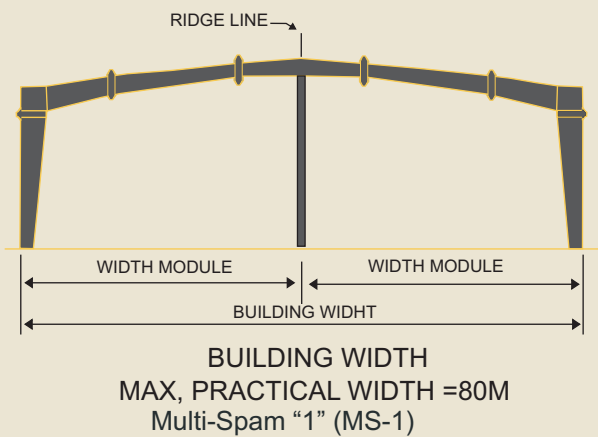 RIDGE LINE
WIDTH MODULE
WIDTH MODULE
BUILDING WIDHT
BUILDING WIDTH
MAX, PRACTICAL WIDTH =80M
Multi-Spam “1” (MS-1)